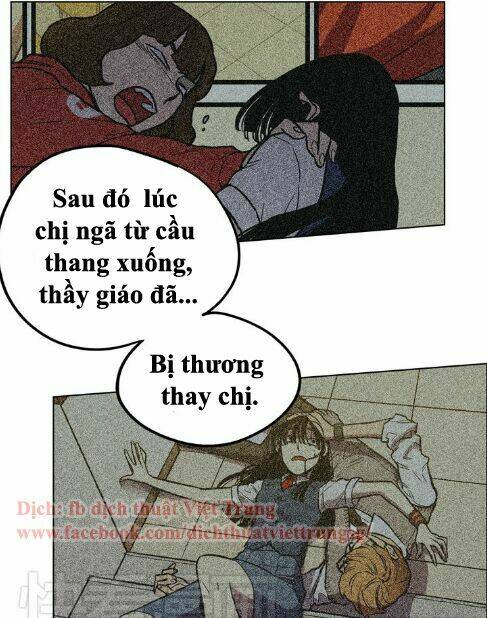 Sau đó lúc
chị ngã từ cầu
thang xuống,
thầy giáo đã...
Bị thương
thay chị.
Dịch: fb dịch thuật Việt Trung
www.facebook.com/dichthuatviettrung